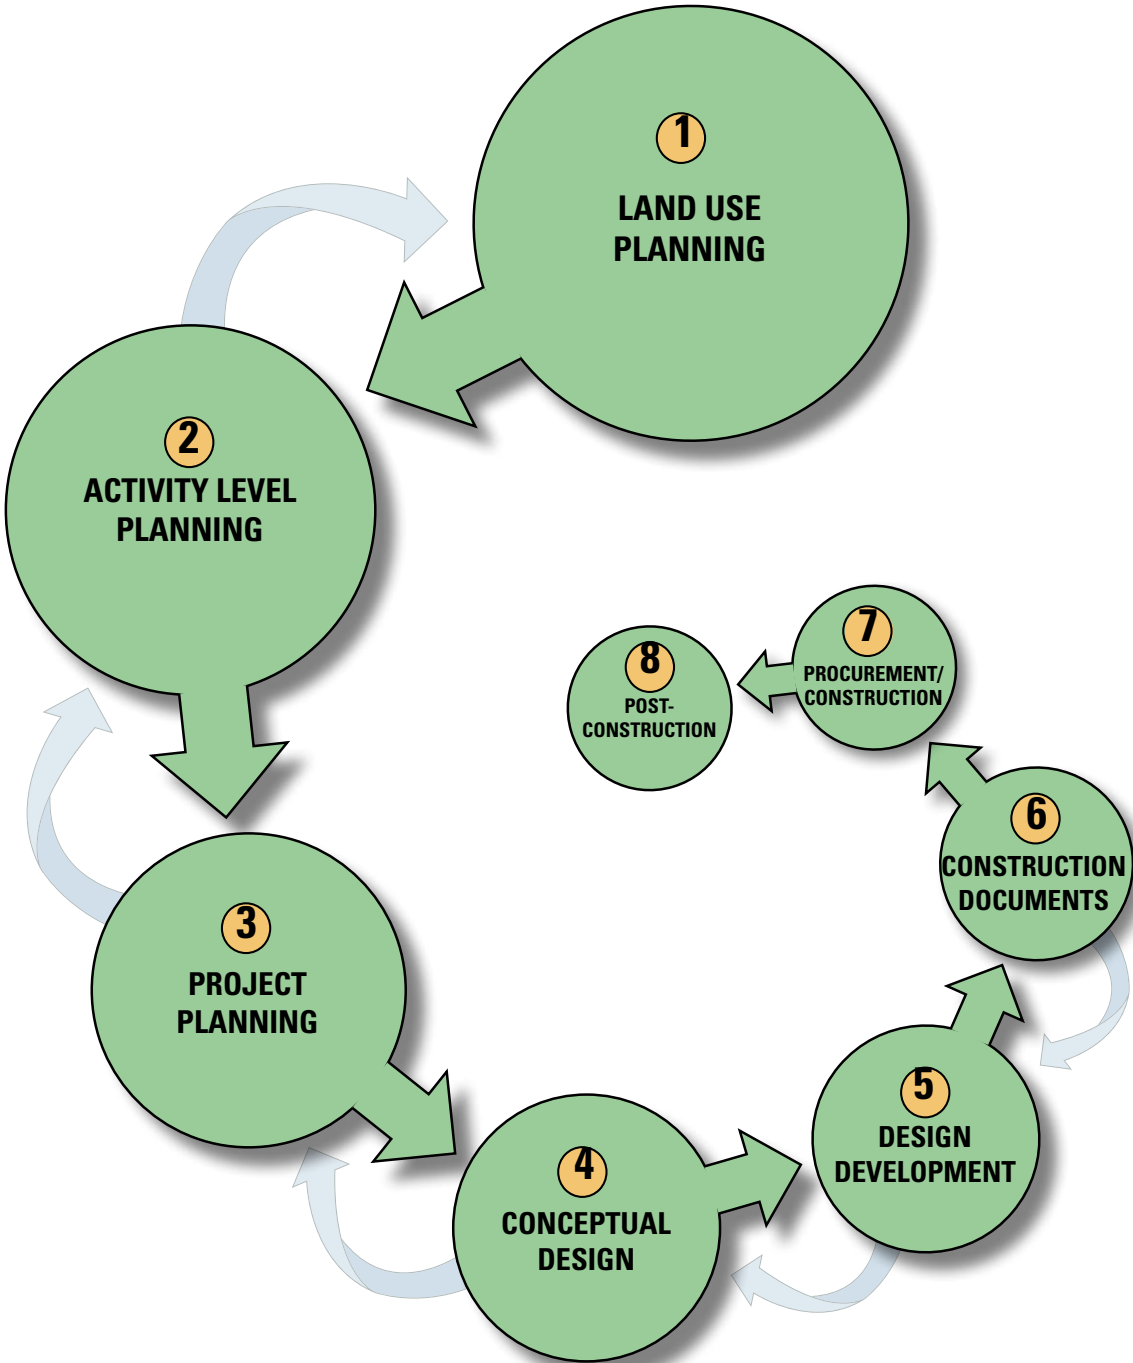 1
LAND USE
PLANNING
2
ACTIVITY LEVEL
PLANNING
3
PROJECT
PLANNING
4
CONCEPTUAL
DESIGN
5
DESIGN
DEVELOPMENT
6
CONSTRUCTION
DOCUMENTS
7
PROCUREMENT/
CONSTRUCTION
8
POST-
CONSTRUCTION